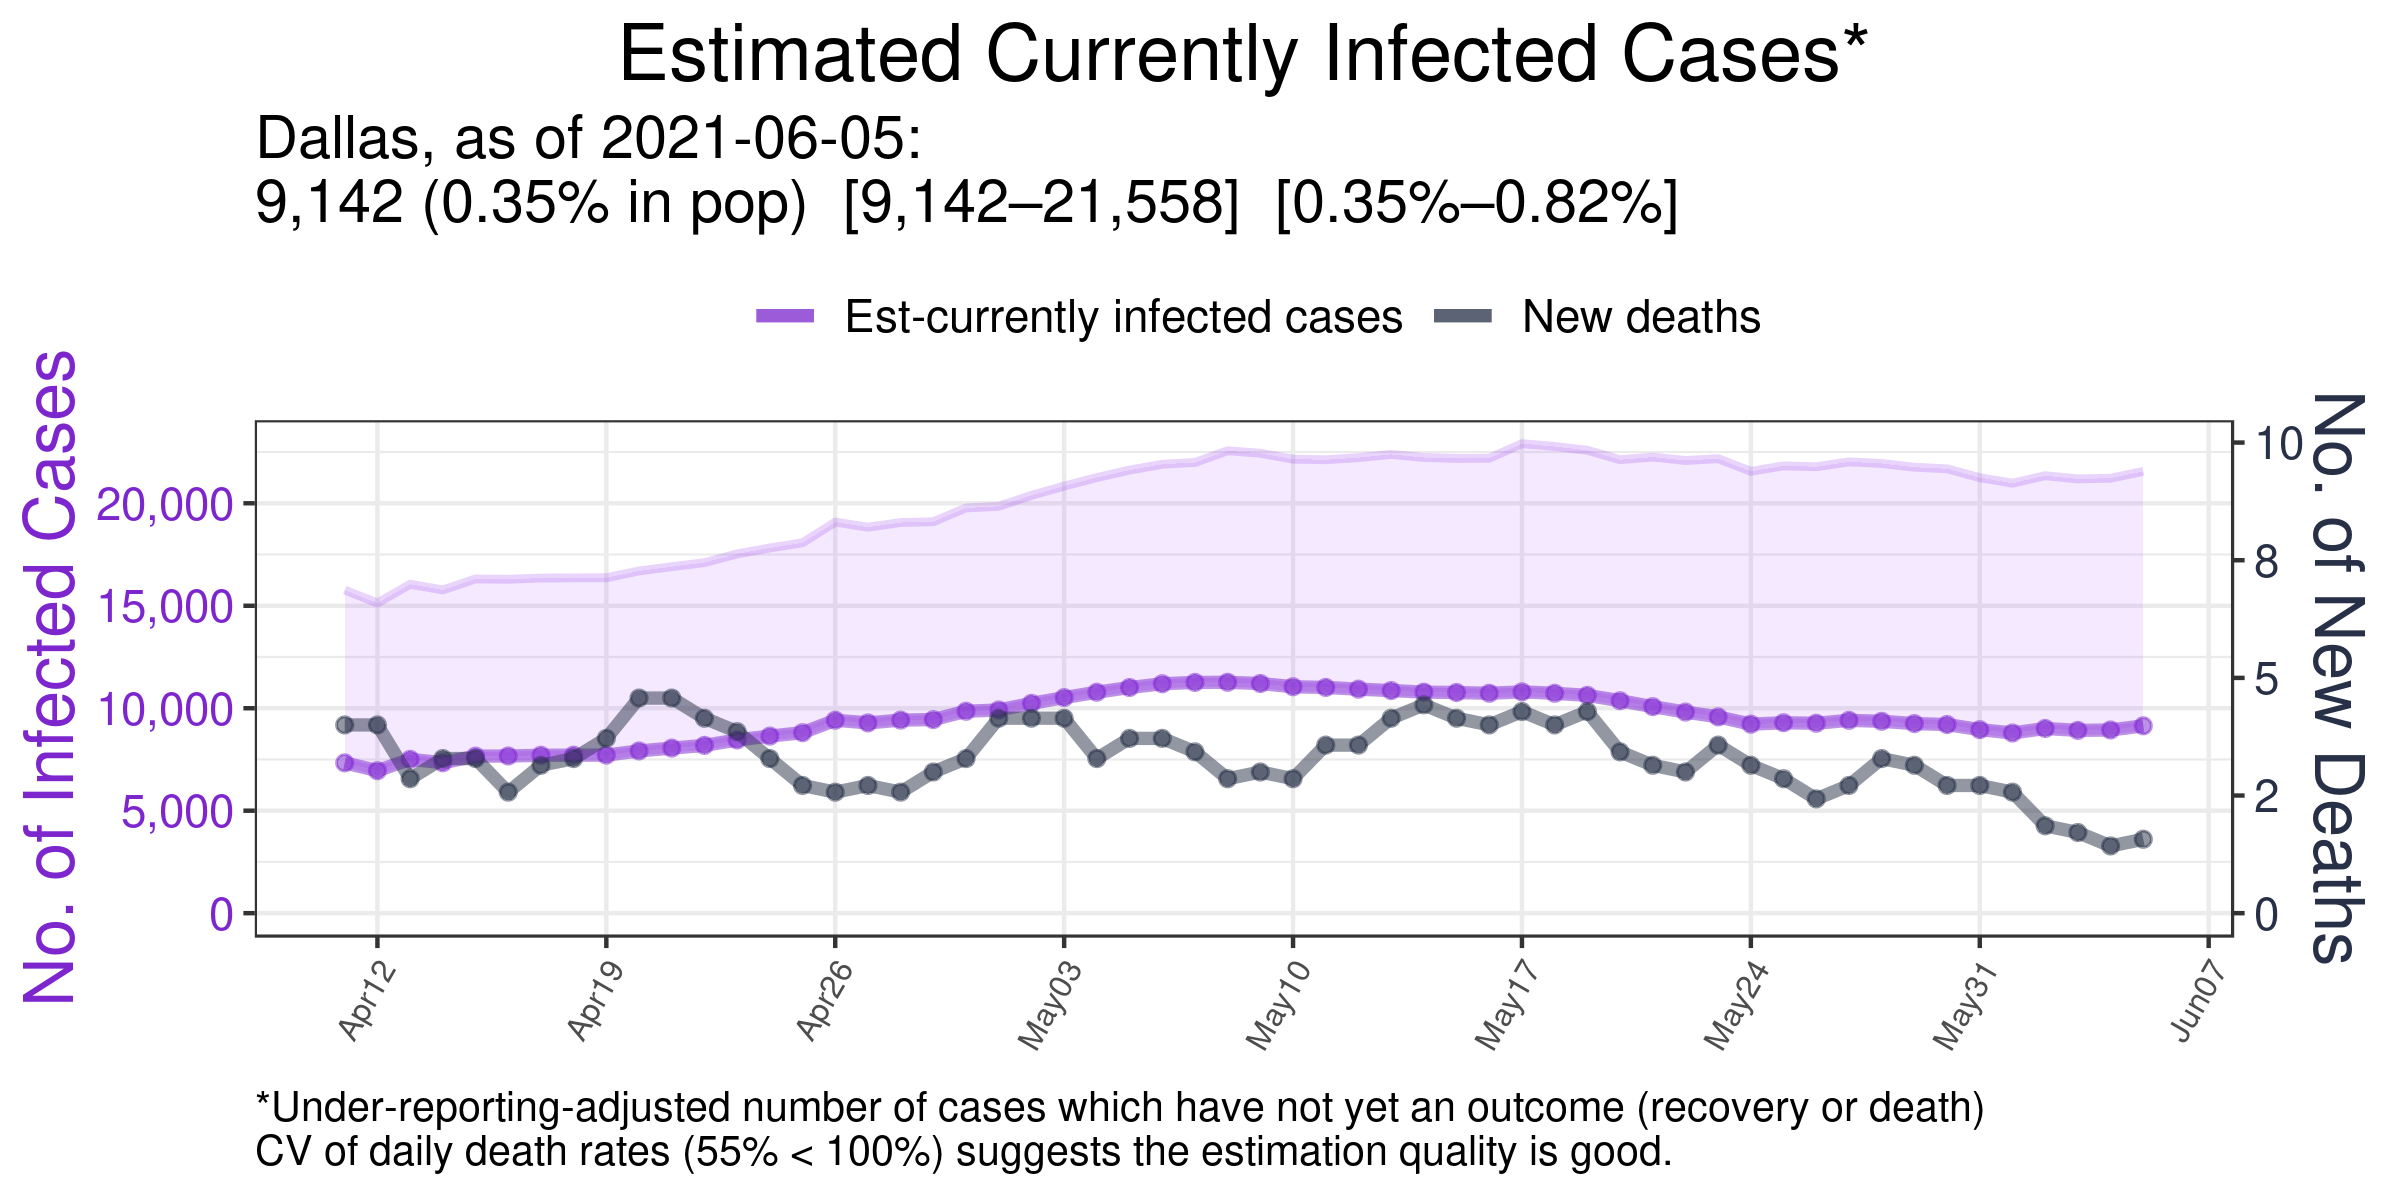 Estimated Currently Infected Cases*
Dallas, as of 2021-06-05:
9,142 (0.35% in pop) [9,142–21,558] [0.35%–0.82%]
Est-currently infected cases
New deaths
No. of Infected Cases
20,000
15,000
10,000
5,000
0
10
8
5
2
0
No. of New Deaths
Apr12
Apr19
Apr26
May03
May10
May17
May24
May31
Jun07
*Under-reporting-adjusted number of cases which have not yet an outcome (recovery or death)
CV of daily death rates (55% < 100%) suggests the estimation quality is good.